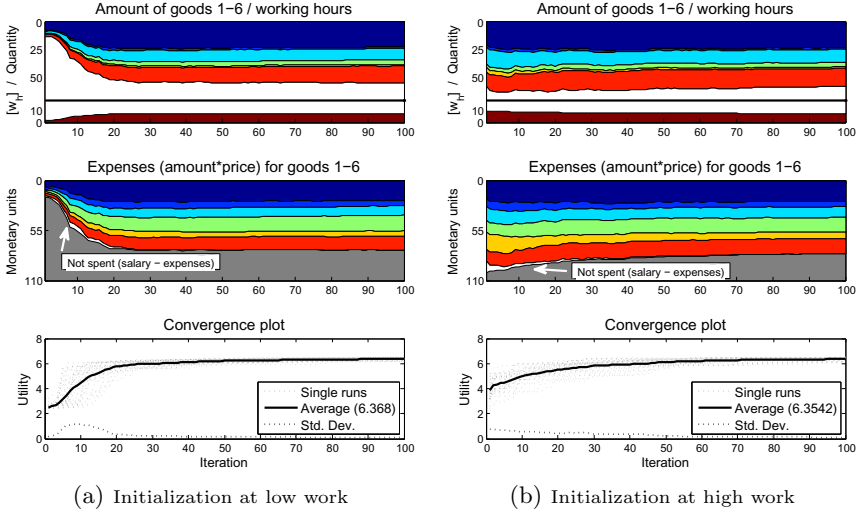 Amount of goods 1−6 / working hours
[w_h] / Quantity
0
25
50
10
0
0 10 20 30 40 50 60 70 80 90 100
Expenses (amount*price) for goods 1−6
Monetary units
0
55
110
Not spent (salary − expenses)
0 10 20 30 40 50 60 70 80 90 100
Convergence plot
Utility
8
6
4
2
0
Single runs
Average (6.368)
Std. Dev.
0 10 20 30 40 50 60 70 80 90 100
Iteration
(a) Initialization at low work
Amount of goods 1−6 / working hours
[w_h] / Quantity
0
25
50
10
0
0 10 20 30 40 50 60 70 80 90 100
Expenses (amount*price) for goods 1−6
Monetary units
0
55
110
Not spent (salary − expenses)
0 10 20 30 40 50 60 70 80 90 100
Convergence plot
Utility
8
6
4
2
0
Single runs
Average (6.3542)
Std. Dev.
0 10 20 30 40 50 60 70 80 90 100
Iteration
(b) Initialization at high work